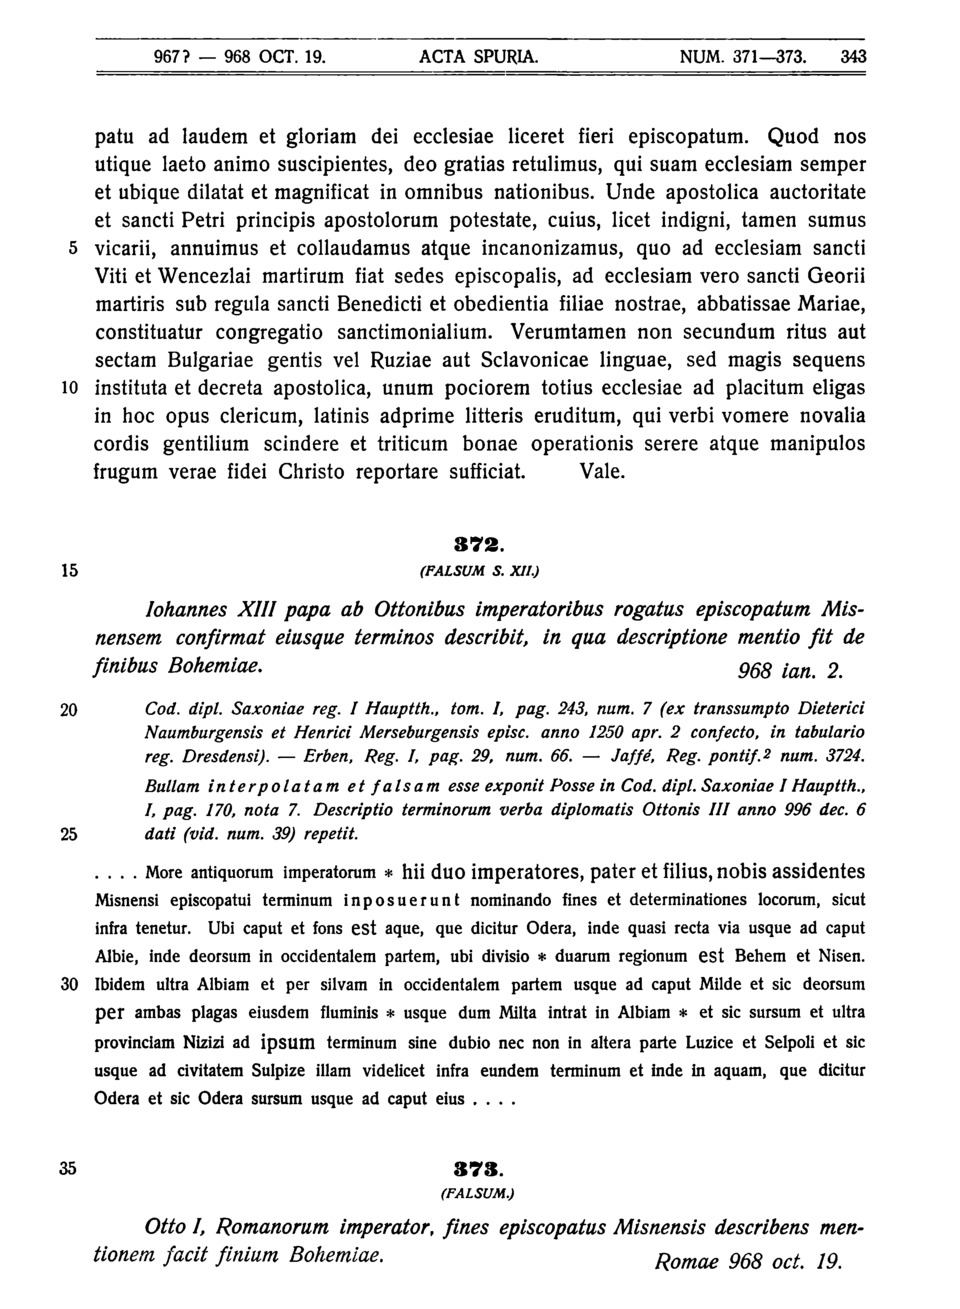 967? — 968 OCT. 19. ACTA SPURIA. NUM. 371—373. 343
patu ad laudem et gloriam dei ecclesiae liceret fieri episcopatum. Quod nos
utique laeto animo suscipientes, deo gratias retulimus, qui suam ecclesiam semper
et ubique dilatat et magnificat in omnibus nationibus. Unde apostolica auctoritate
et sancti Petri principis apostolorum potestate, cuius, licet indigni, tamen sumus
5 vicarii, annuimus et collaudamus atque incanonizamus, quo ad ecclesiam sancti
Viti et Wencezlai martirum fiat sedes episcopalis, ad ecclesiam vero sancti Georii
martiris sub regula sancti Benedicti et obedientia filiae nostrae, abbatissae Mariae,
constituatur congregatio sanctimonialium. Verumtamen non secundum ritus aut
sectam Bulgariae gentis vel Ruziae aut Sclavonicae linguae, sed magis sequens
10 instituta et decreta apostolica, unum pociorem totius ecclesiae ad placitum eligas
in hoc opus clericum, latinis adprime litteris eruditum, qui verbi vomere novalia
cordis gentilium scindere et triticum bonae operationis serere atque manipulos
frugum verae fidei Christo reportare sufficiat. Vale.
372.
15 (FALSUM S. XII.)
Iohannes XIII papa ab Ottonibus imperatoribus rogatus episcopatum Mis-
nensem confirmat eiusque terminos describit, in qua descriptione mentio fit de
finibus Bohemiae. 968 ian. 2.
20 Cod. dipl. Saxoniae reg. I Hauptth., tom. I, pag. 243, num. 7 (ex transsumpto Dieterici
Naumburgensis et Henrici Merseburgensis episc. anno 1250 apr. 2 confecto, in tabulario
reg. Dresdensi). — Erben, Reg. I, pag. 29, num. 66. — Jaffé, Reg. pontif.² num. 3724.
Bullam interpolatam et falsam esse exponit Posse in Cod. dipl. Saxoniae I Hauptth.,
I, pag. 170, nota 7. Descriptio terminorum verba diplomatis Ottonis III anno 996 dec. 6
25 dati (vid. num. 39) repetit.
. . . . More antiquorum imperatorum * hii duo imperatores, pater et filius, nobis assidentes
Misnensi episcopatui terminum inposuerunt nominando fines et determinationes locorum, sicut
infra tenetur. Ubi caput et fons est aque, que dicitur Odera, inde quasi recta via usque ad caput
Albie, inde deorsum in occidentalem partem, ubi divisio * duarum regionum est Behem et Nisen.
30 Ibidem ultra Albiam et per silvam in occidentalem partem usque ad caput Milde et sic deorsum
per ambas plagas eiusdem fluminis * usque dum Milta intrat in Albiam * et sic sursum et ultra
provinciam Nizizi ad ipsum terminum sine dubio nec non in altera parte Luzice et Selpoli et sic
usque ad civitatem Sulpize illam videlicet infra eundem terminum et inde in aquam, que dicitur
Odera et sic Odera sursum usque ad caput eius . . . .
35 373.
(FALSUM.)
Otto I, Romanorum imperator, fines episcopatus Misnensis describens men-
tionem facit finium Bohemiae. Romae 968 oct. 19.